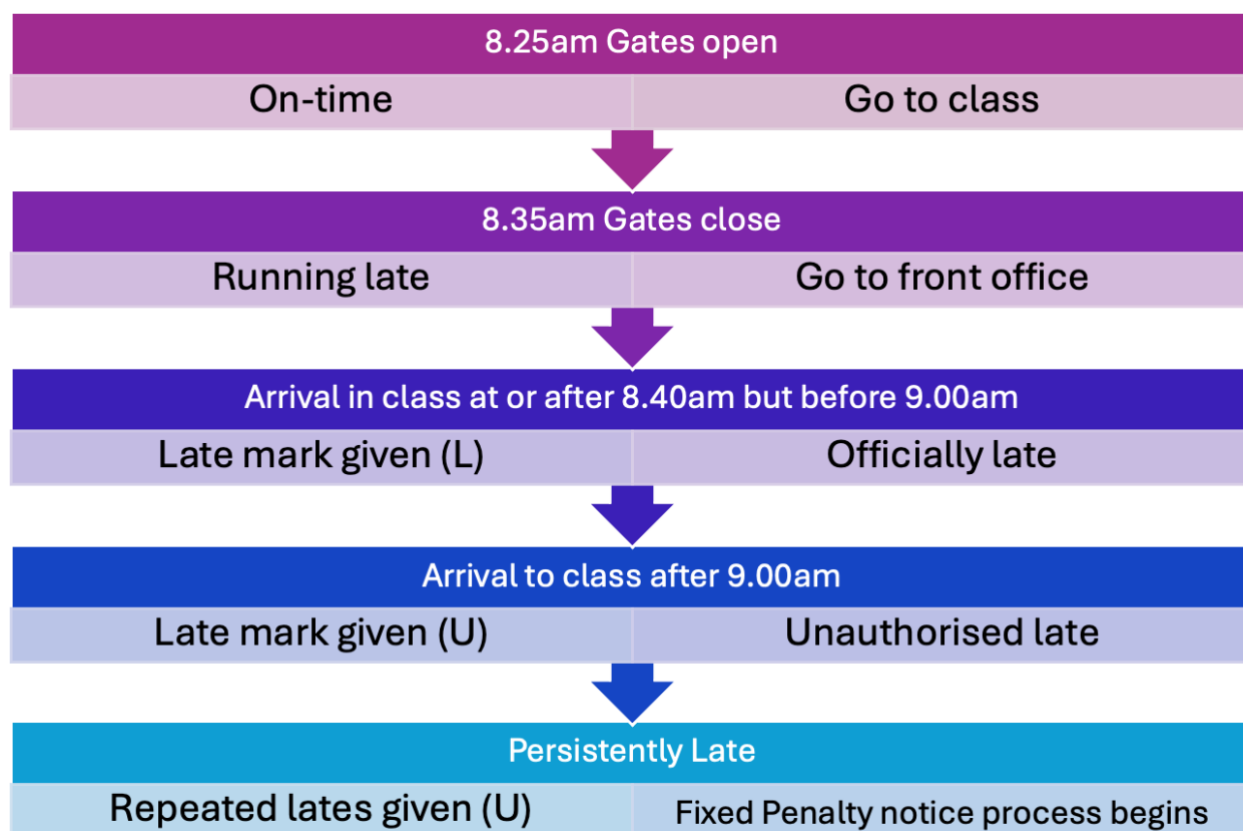 8.25am Gates open
On-time
Go to class
8.35am Gates close
Running late
Go to front office
Arrival in class at or after 8.40am but before 9.00am
Late mark given (L)
Officially late
Arrival to class after 9.00am
Late mark given (U)
Unauthorised late
Persistently Late
Repeated lates given (U)
Fixed Penalty notice process begins